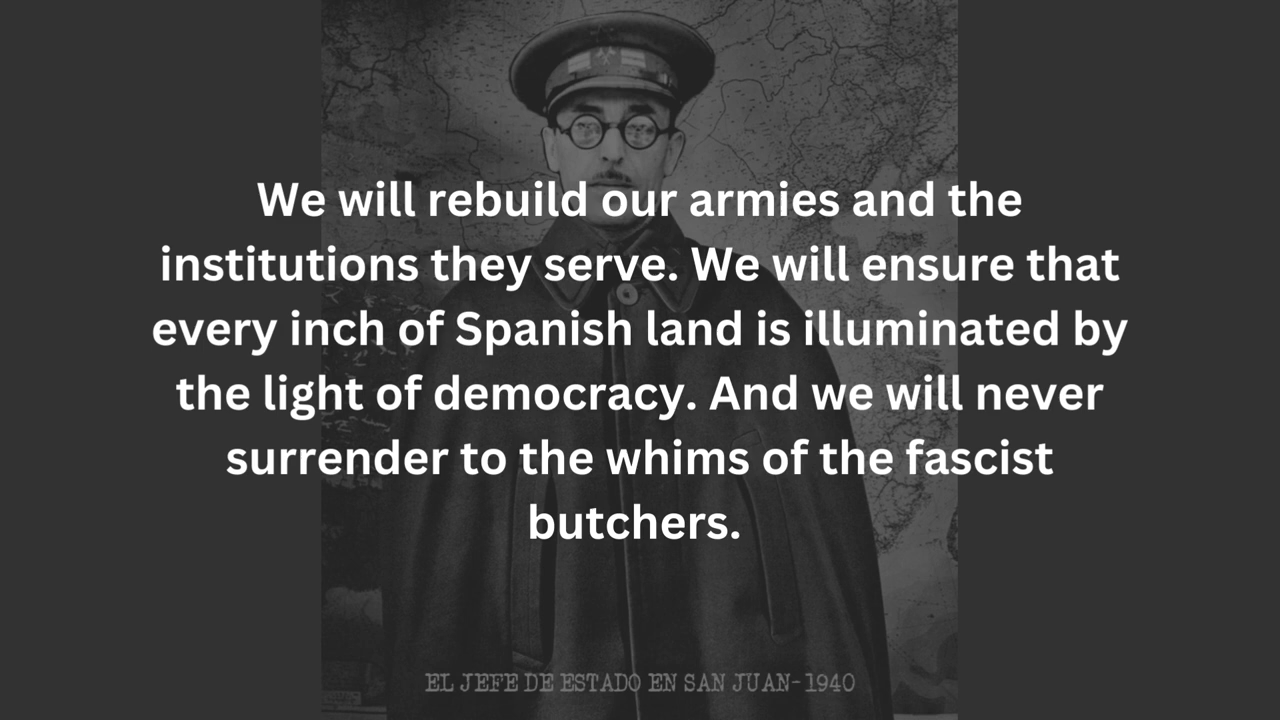 We will rebuild our armies and the
institutions they serve. We will ensure that
every inch of Spanish land is illuminated by
the light of democracy. And we will never
surrender to the whims of the fascist
butchers.
EL JEFE DE ESTADO EN SAN JUAN-1940